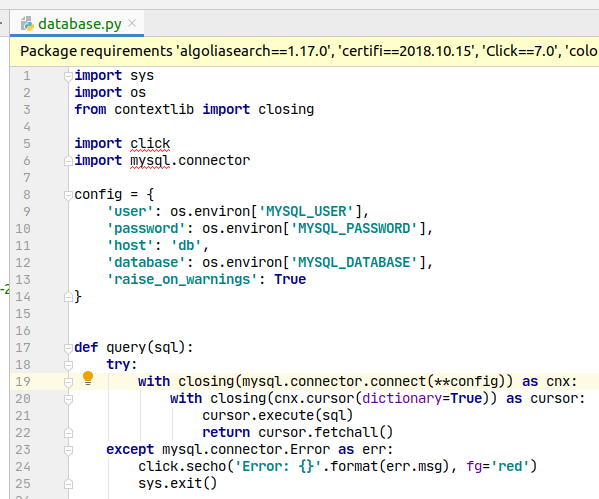 database.py
Package requirements 'algoliasearch==1.17.0', 'certifi==2018.10.15', 'Click==7.0', 'colo
1 import sys
2 import os
3 from contextlib import closing
4
5 import click
6 import mysql.connector
7
8 config = {
9     'user': os.environ['MYSQL_USER'],
10     'password': os.environ['MYSQL_PASSWORD'],
11     'host': 'db',
12     'database': os.environ['MYSQL_DATABASE'],
-2
13     'raise_on_warnings': True
14 }
15
16
17 def query(sql):
18     try:
19         with closing(mysql.connector.connect(**config)) as cnx:
20             with closing(cnx.cursor(dictionary=True)) as cursor:
21                 cursor.execute(sql)
22                 return cursor.fetchall()
23     except mysql.connector.Error as err:
24         click.secho('Error: {}'.format(err.msg), fg='red')
25         sys.exit()